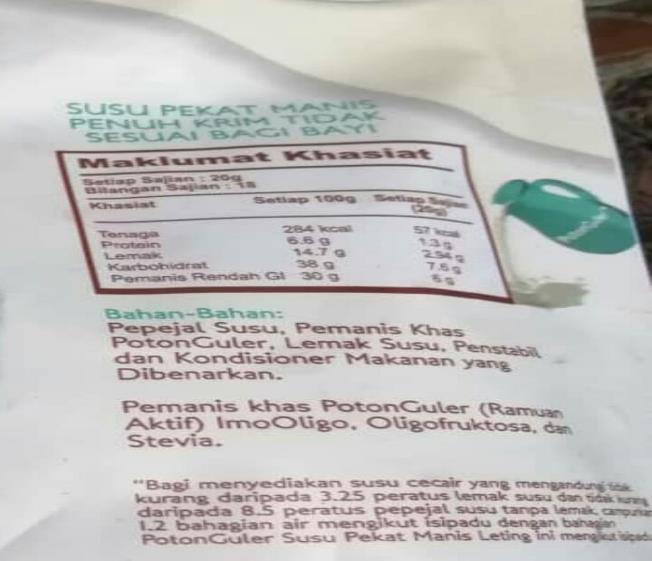 SUSU PEKAT MANIS
PENUH KRIM TIDAK
SESUAI BAGI BAYI
Maklumat Khasiat
Setiap Sajian : 20g
Bilangan Sajian : 18
Khasiat Setiap 100g Setiap Sajian
(20g)
Tenaga 284 kcal 57 kcal
Protein 6.6 g 1.3 g
Lemak 14.7 g 2.94 g
Karbohidrat 38 g 7.6 g
Pemanis Rendah GI 30 g 6 g
PotonGuler
Bahan-Bahan:
Pepejal Susu, Pemanis Khas
PotonGuler, Lemak Susu, Penstabil
dan Kondisioner Makanan yang
Dibenarkan.
Pemanis khas PotonGuler (Ramuan
Aktif) ImoOligo, Oligofruktosa, dan
Stevia.
"Bagi menyediakan susu cecair yang mengandungi tidak
kurang daripada 3.25 peratus lemak susu dan tidak kurang
daripada 8.5 peratus pepejal susu tanpa lemak, campurkan
1.2 bahagian air mengikut isipadu dengan bahagian
PotonGuler Susu Pekat Manis Leting ini mengikut isipadu